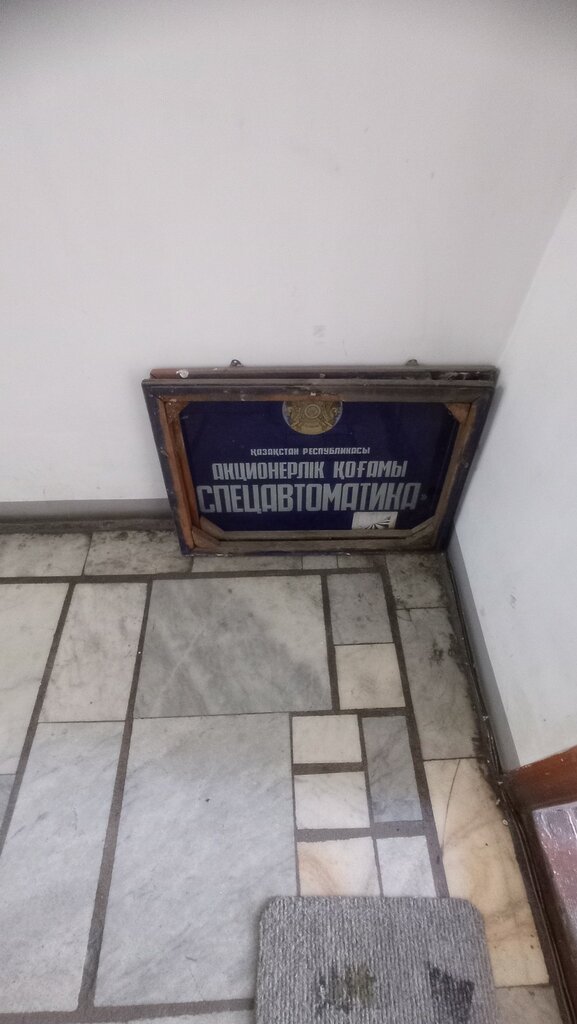 ҚАЗАҚСТАН РЕСПУБЛИКАСЫ
АКЦИОНЕРЛІК ҚОҒАМЫ
СПЕЦАВТОМАТИКА»